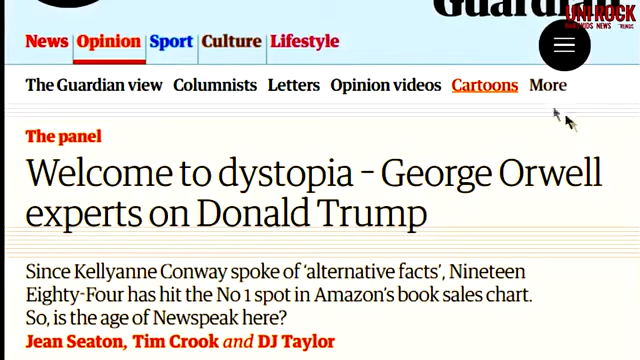 Guardian
UNI ROCK
News Opinion Sport Culture Lifestyle
The Guardian view Columnists Letters Opinion videos Cartoons More
The panel
Welcome to dystopia – George Orwell
experts on Donald Trump
Since Kellyanne Conway spoke of ‘alternative facts’, Nineteen
Eighty-Four has hit the No 1 spot in Amazon’s book sales chart.
So, is the age of Newspeak here?
Jean Seaton, Tim Crook and DJ Taylor